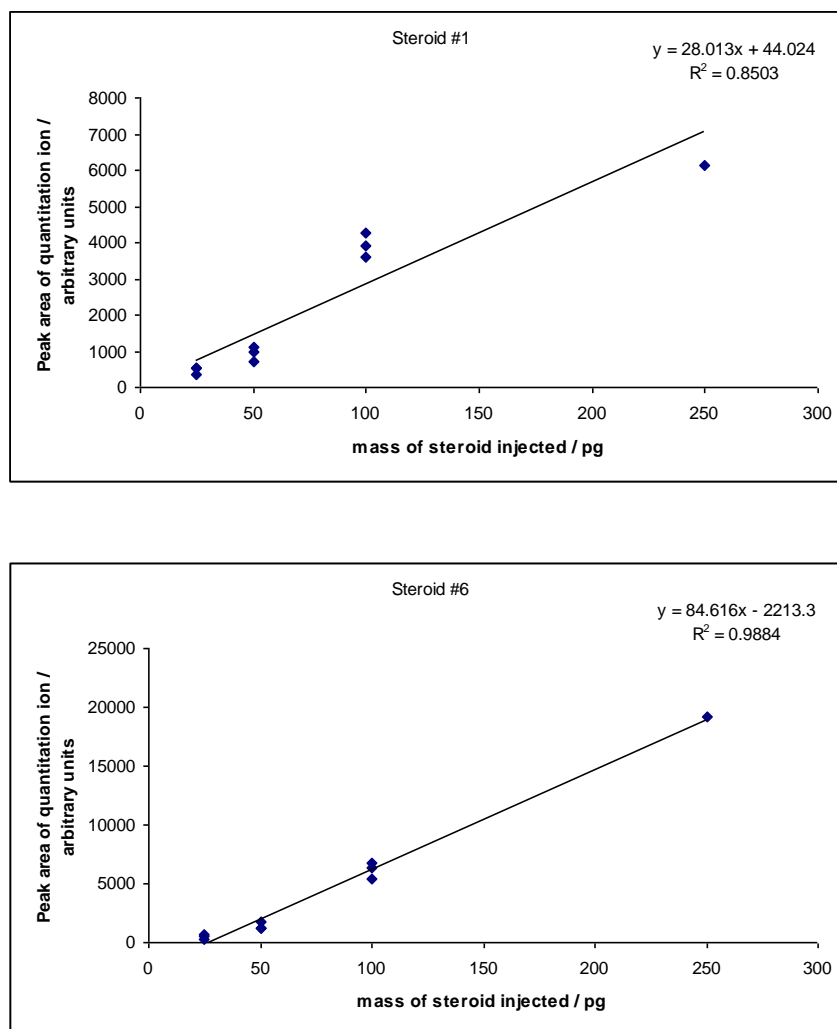 Steroid #1
y = 28.013x + 44.024
R² = 0.8503
8000
7000
6000
5000
4000
3000
2000
1000
0
Peak area of quantitation ion /
arbitrary units
0 50 100 150 200 250 300
mass of steroid injected / pg
Steroid #6
y = 84.616x - 2213.3
R² = 0.9884
25000
20000
15000
10000
5000
0
Peak area of quantitation ion /
arbitrary units
0 50 100 150 200 250 300
mass of steroid injected / pg